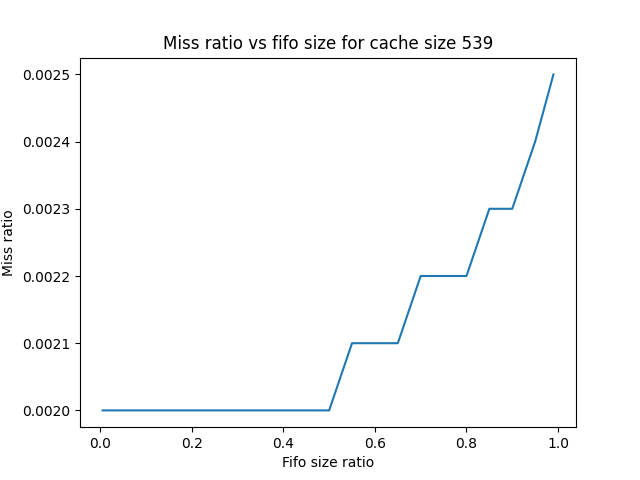 Miss ratio vs fifo size for cache size 539
0.0025
0.0024
0.0023
0.0022
0.0021
0.0020
Miss ratio
0.0 0.2 0.4 0.6 0.8 1.0
Fifo size ratio